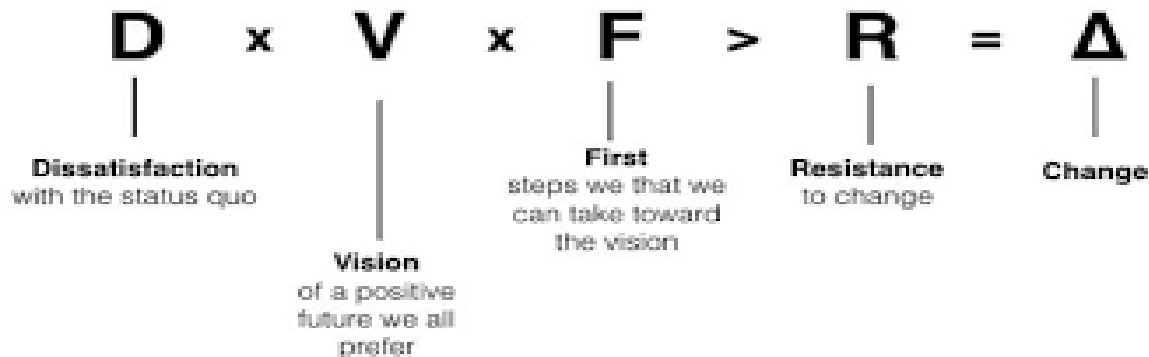 D x V x F > R = Δ
Dissatisfaction
with the status quo
Vision
of a positive
future we all
prefer
First
steps we that we
can take toward
the vision
Resistance
to change
Change